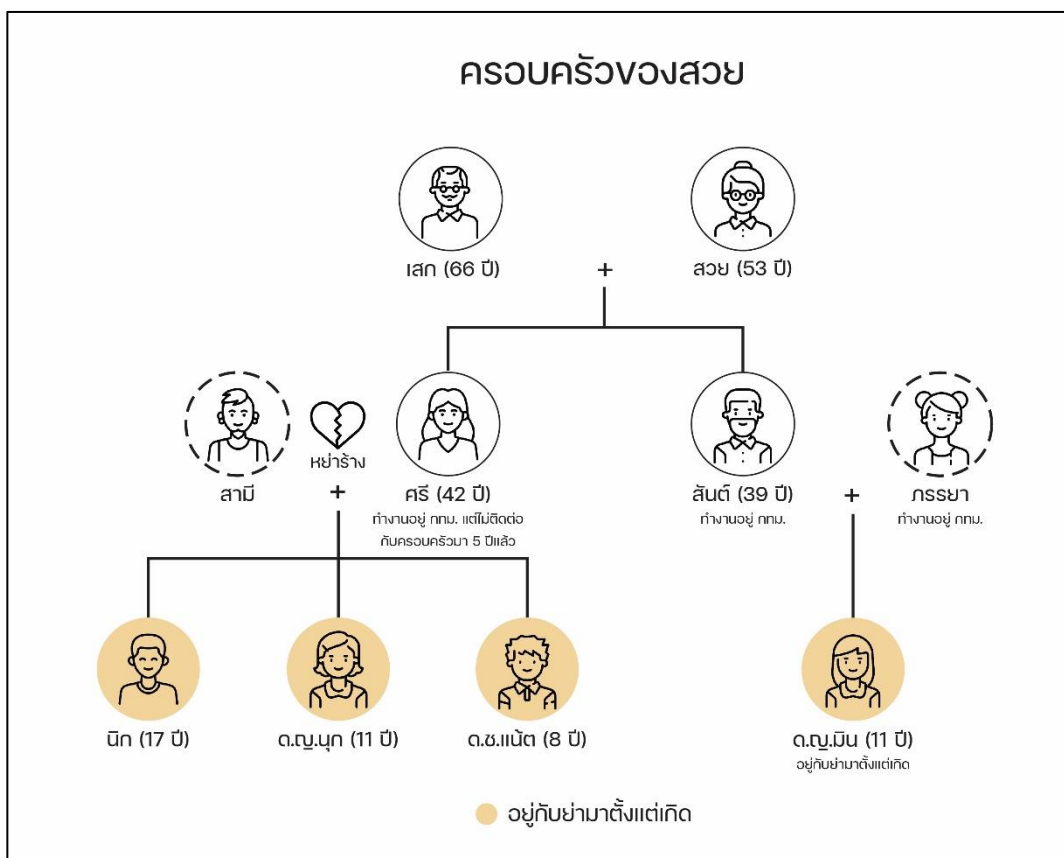 ครอบครัวของสวย
เสก (66 ปี)
+
สวย (53 ปี)
สามี
หย่าร้าง
+
ศรี (42 ปี)
ทำงานอยู่ กทม. แต่ไม่ติดต่อ
กับครอบครัวมา 5 ปีแล้ว
สันต์ (39 ปี)
ทำงานอยู่ กทม.
+
ภรรยา
ทำงานอยู่ กทม.
นิก (17 ปี)
ด.ญ.นุก (11 ปี)
ด.ช.แน้ต (8 ปี)
ด.ญ.มิน (11 ปี)
อยู่กับย่ามาตั้งแต่เกิด
อยู่กับย่ามาตั้งแต่เกิด